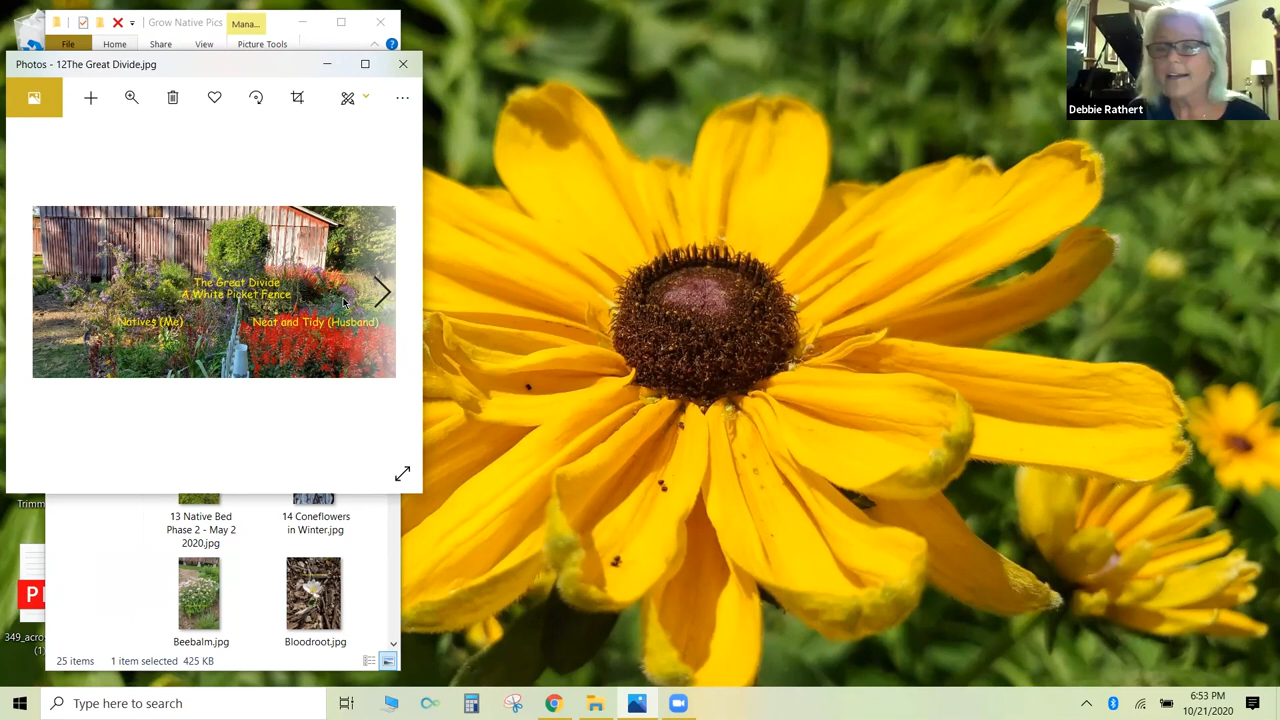 Grow Native Pics
Mana...
File
Home
Share
View
Picture Tools
Photos - 12The Great Divide.jpg
The Great Divide
A White Picket Fence
Natives (Me)
Neat and Tidy (Husband)
Debbie Rathert
Trimm
13 Native Bed
Phase 2 - May 2
2020.jpg
14 Coneflowers
in Winter.jpg
349_acros
(1)
Beebalm.jpg
Bloodroot.jpg
25 items
1 item selected
425 KB
Type here to search
6:53 PM
10/21/2020